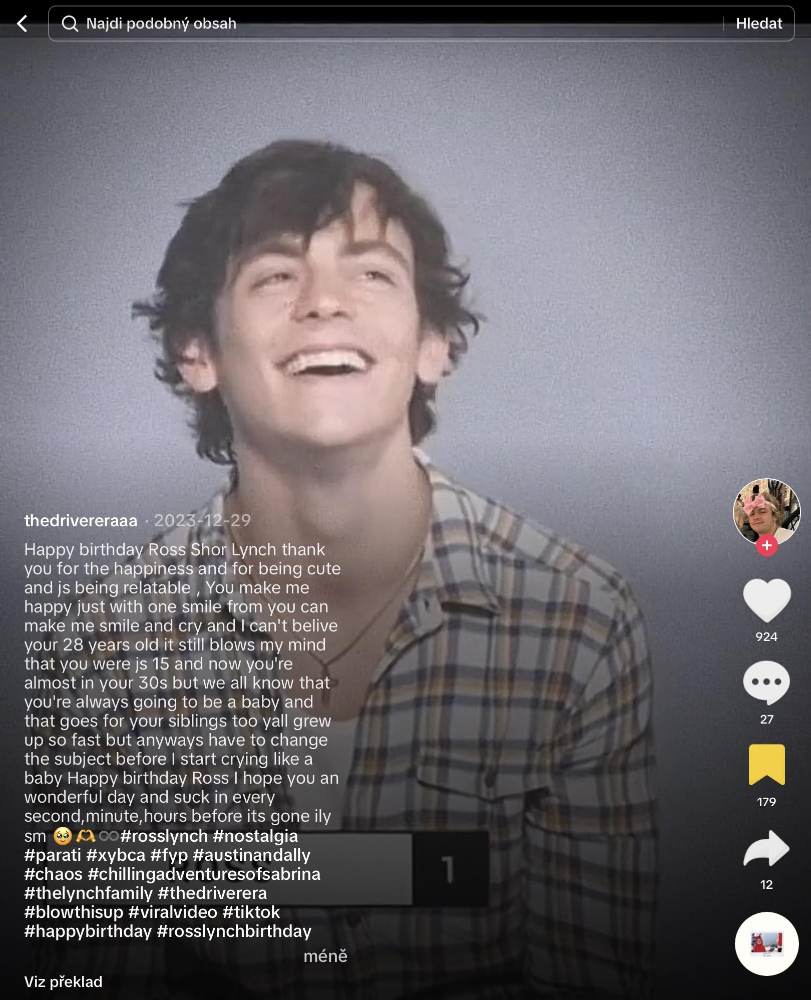 Najdi podobný obsah
Hledat
thedrivereraaa · 2023-12-29
Happy birthday Ross Shor Lynch thank
you for the happiness and for being cute
and js being relatable , You make me
happy just with one smile from you can
make me smile and cry and I can't belive
your 28 years old it still blows my mind
that you were js 15 and now you're
almost in your 30s but we all know that
you're always going to be a baby and
that goes for your siblings too yall grew
up so fast but anyways have to change
the subject before I start crying like a
baby Happy birthday Ross I hope you an
wonderful day and suck in every
second,minute,hours before its gone ily
sm 🥹🫶♾️#rosslynch #nostalgia
#parati #xybca #fyp #austinandally
#chaos #chillingadventuresofsabrina
#thelynchfamily #thedriverera
#blowthisup #viralvideo #tiktok
#happybirthday #rosslynchbirthday
méně
Viz překlad
ROSS
1
924
27
179
12